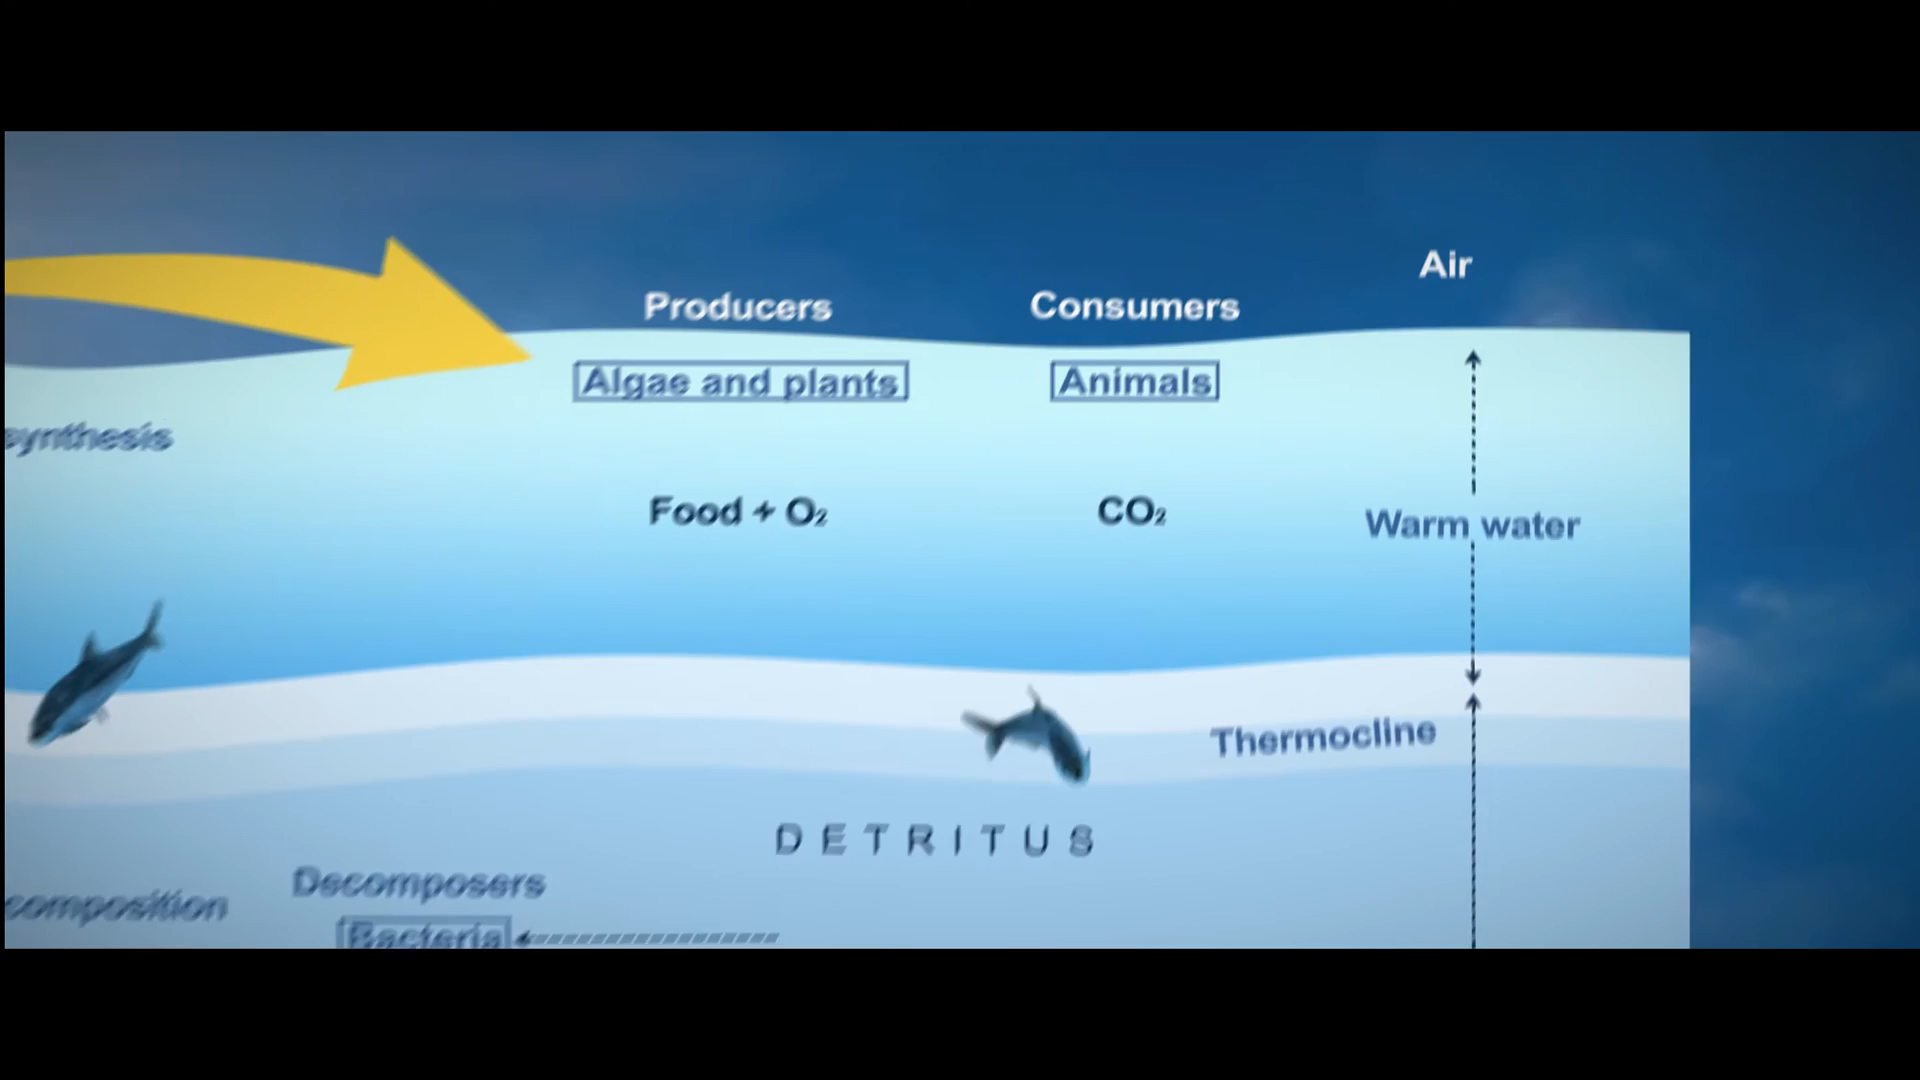 Air
Producers
Consumers
Algae and plants
Animals
synthesis
Food + O₂
CO₂
Warm water
Thermocline
DETRITUS
Decomposers
composition
Bacteria